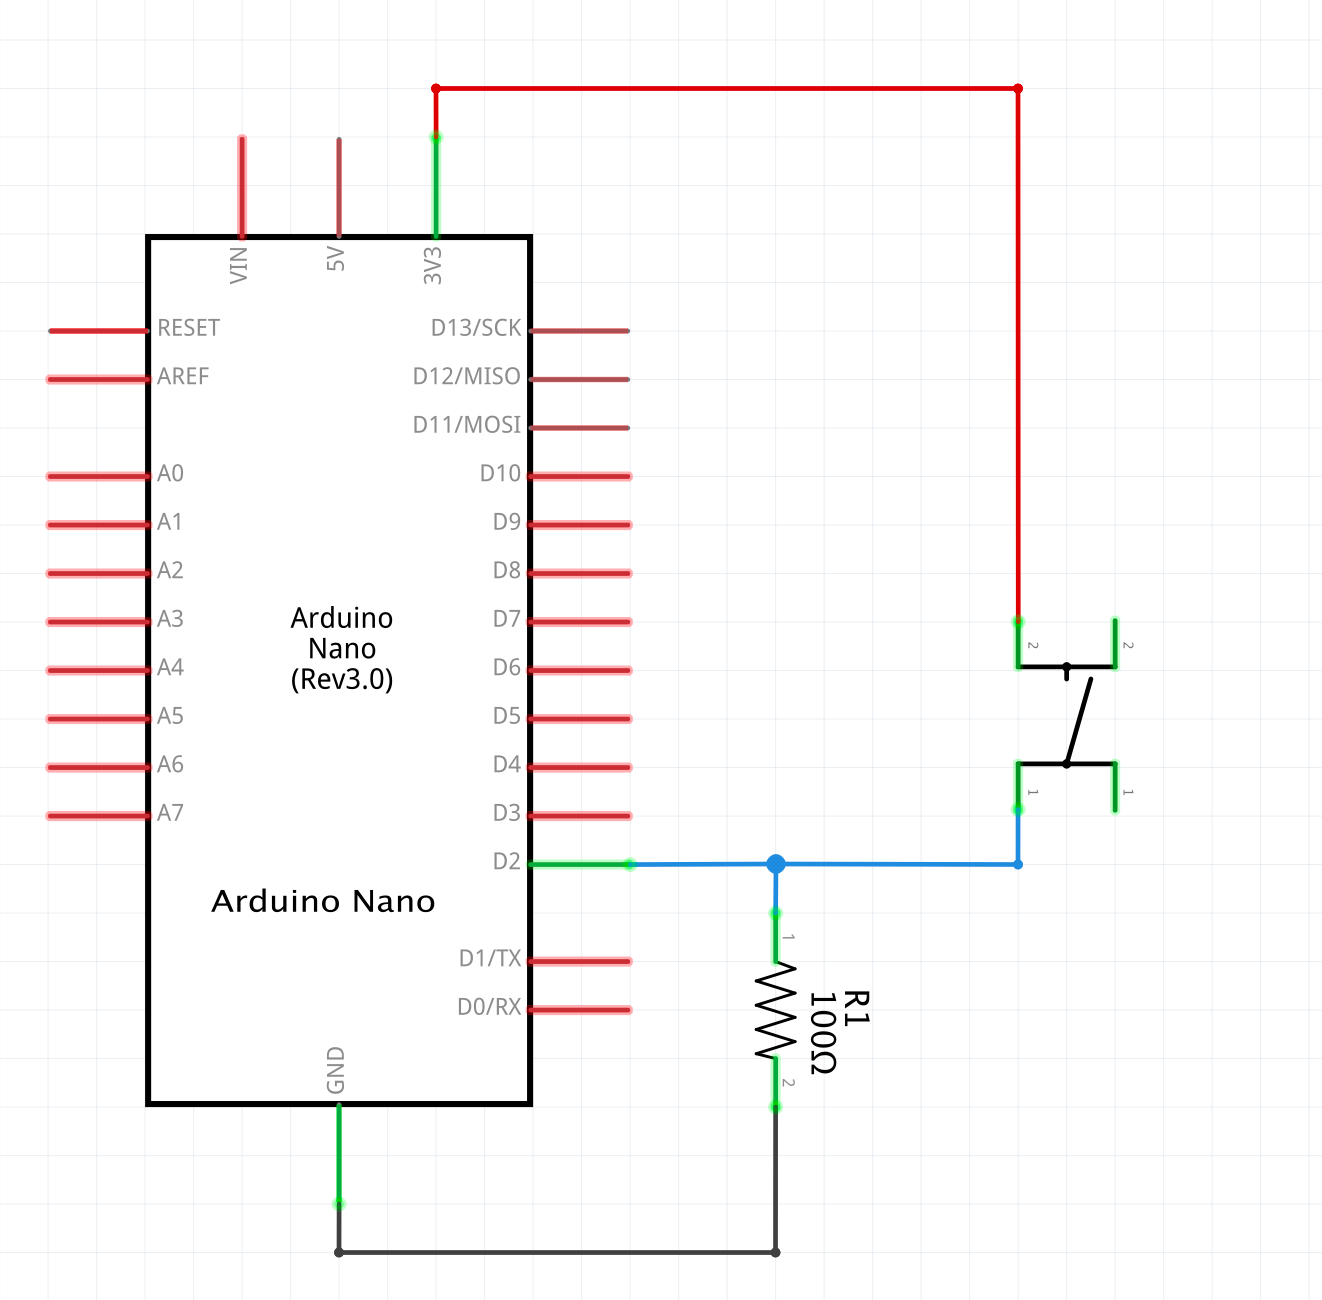 VIN
5V
3V3
RESET
D13/SCK
AREF
D12/MISO
D11/MOSI
A0
D10
A1
D9
A2
D8
A3
D7
Arduino
Nano
(Rev3.0)
2
2
A4
D6
A5
D5
A6
D4
1
1
A7
D3
D2
Arduino Nano
1
D1/TX
D0/RX
R1
100Ω
GND
2